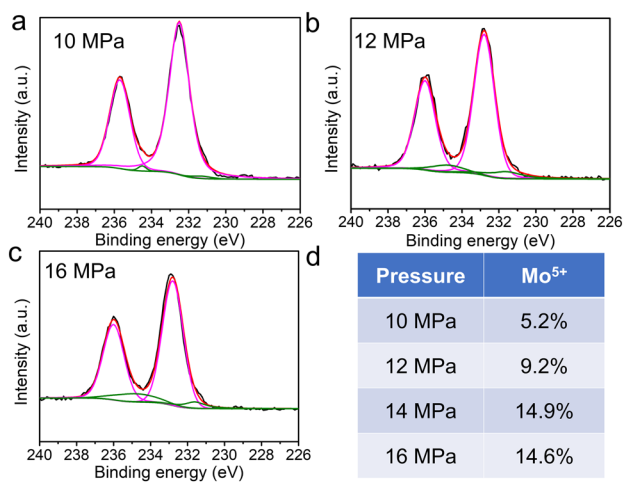 a
10 MPa
Intensity (a.u.)
240 238 236 234 232 230 228 226
Binding energy (eV)
b
12 MPa
Intensity (a.u.)
240 238 236 234 232 230 228 226
Binding energy (eV)
c
16 MPa
Intensity (a.u.)
240 238 236 234 232 230 228 226
Binding energy (eV)
d
Pressure Mo⁵⁺
10 MPa 5.2%
12 MPa 9.2%
14 MPa 14.9%
16 MPa 14.6%